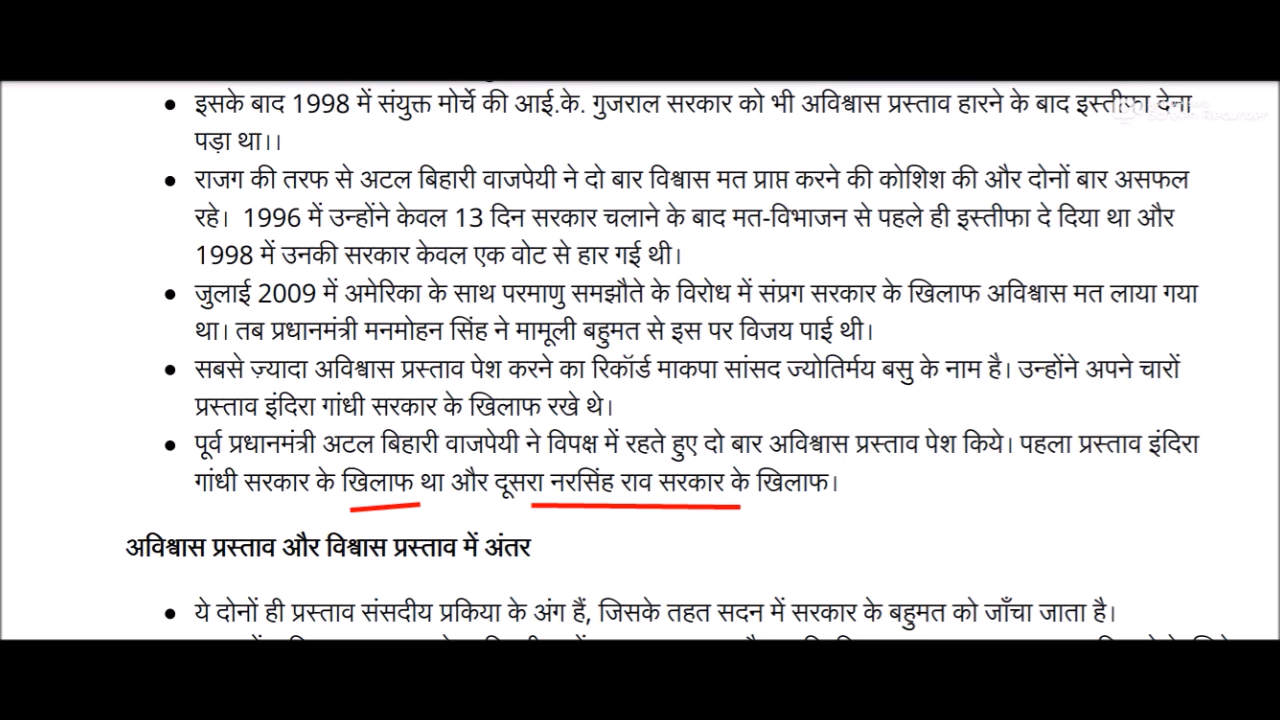 • इसके बाद 1998 में संयुक्त मोर्चे की आई.के. गुजराल सरकार को भी अविश्वास प्रस्ताव हारने के बाद इस्तीफा देना
पड़ा था।।
• राजग की तरफ से अटल बिहारी वाजपेयी ने दो बार विश्वास मत प्राप्त करने की कोशिश की और दोनों बार असफल
रहे। 1996 में उन्होंने केवल 13 दिन सरकार चलाने के बाद मत-विभाजन से पहले ही इस्तीफा दे दिया था और
1998 में उनकी सरकार केवल एक वोट से हार गई थी।
• जुलाई 2009 में अमेरिका के साथ परमाणु समझौते के विरोध में संप्रग सरकार के खिलाफ अविश्वास मत लाया गया
था। तब प्रधानमंत्री मनमोहन सिंह ने मामूली बहुमत से इस पर विजय पाई थी।
• सबसे ज़्यादा अविश्वास प्रस्ताव पेश करने का रिकॉर्ड माकपा सांसद ज्योतिर्मय बसु के नाम है। उन्होंने अपने चारों
प्रस्ताव इंदिरा गांधी सरकार के खिलाफ रखे थे।
• पूर्व प्रधानमंत्री अटल बिहारी वाजपेयी ने विपक्ष में रहते हुए दो बार अविश्वास प्रस्ताव पेश किये। पहला प्रस्ताव इंदिरा
गांधी सरकार के खिलाफ था और दूसरा नरसिंह राव सरकार के खिलाफ।
अविश्वास प्रस्ताव और विश्वास प्रस्ताव में अंतर
• ये दोनों ही प्रस्ताव संसदीय प्रकिया के अंग हैं, जिसके तहत सदन में सरकार के बहुमत को जाँचा जाता है।
Screen Recorder